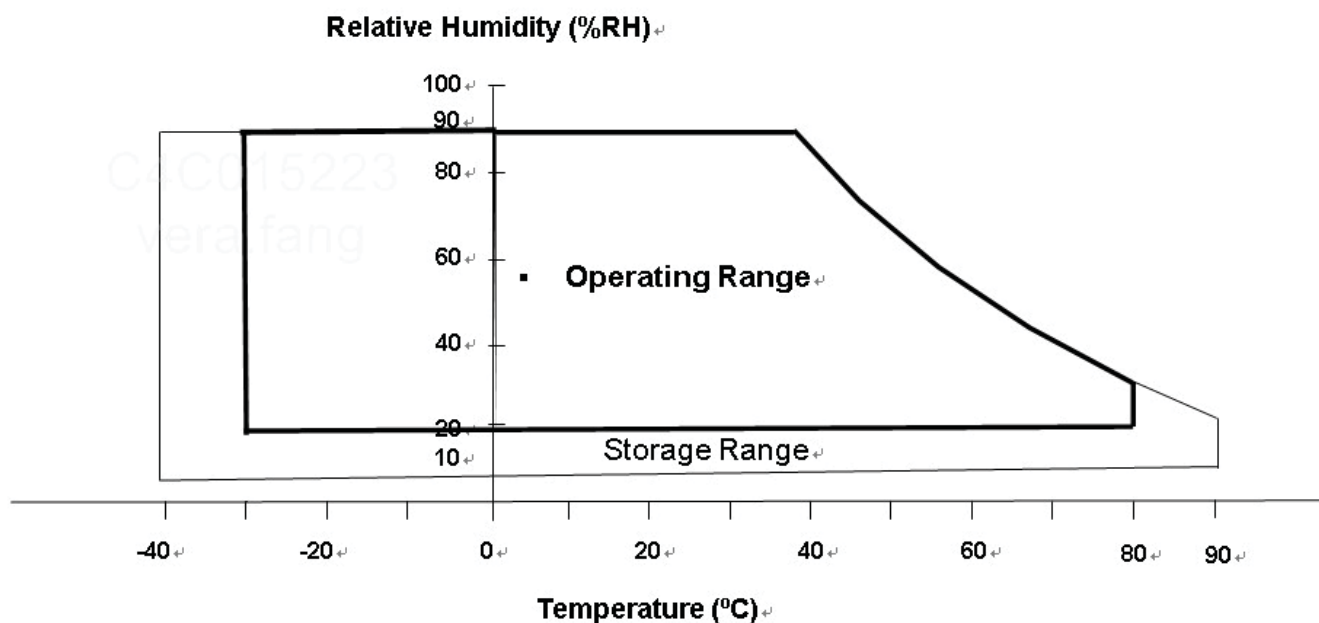 Relative Humidity (%RH)
100
90
C4C015223
80
vera.fang
60
▪ Operating Range
40
20
Storage Range
10
-40 -20 0 20 40 60 80 90
Temperature (ºC)